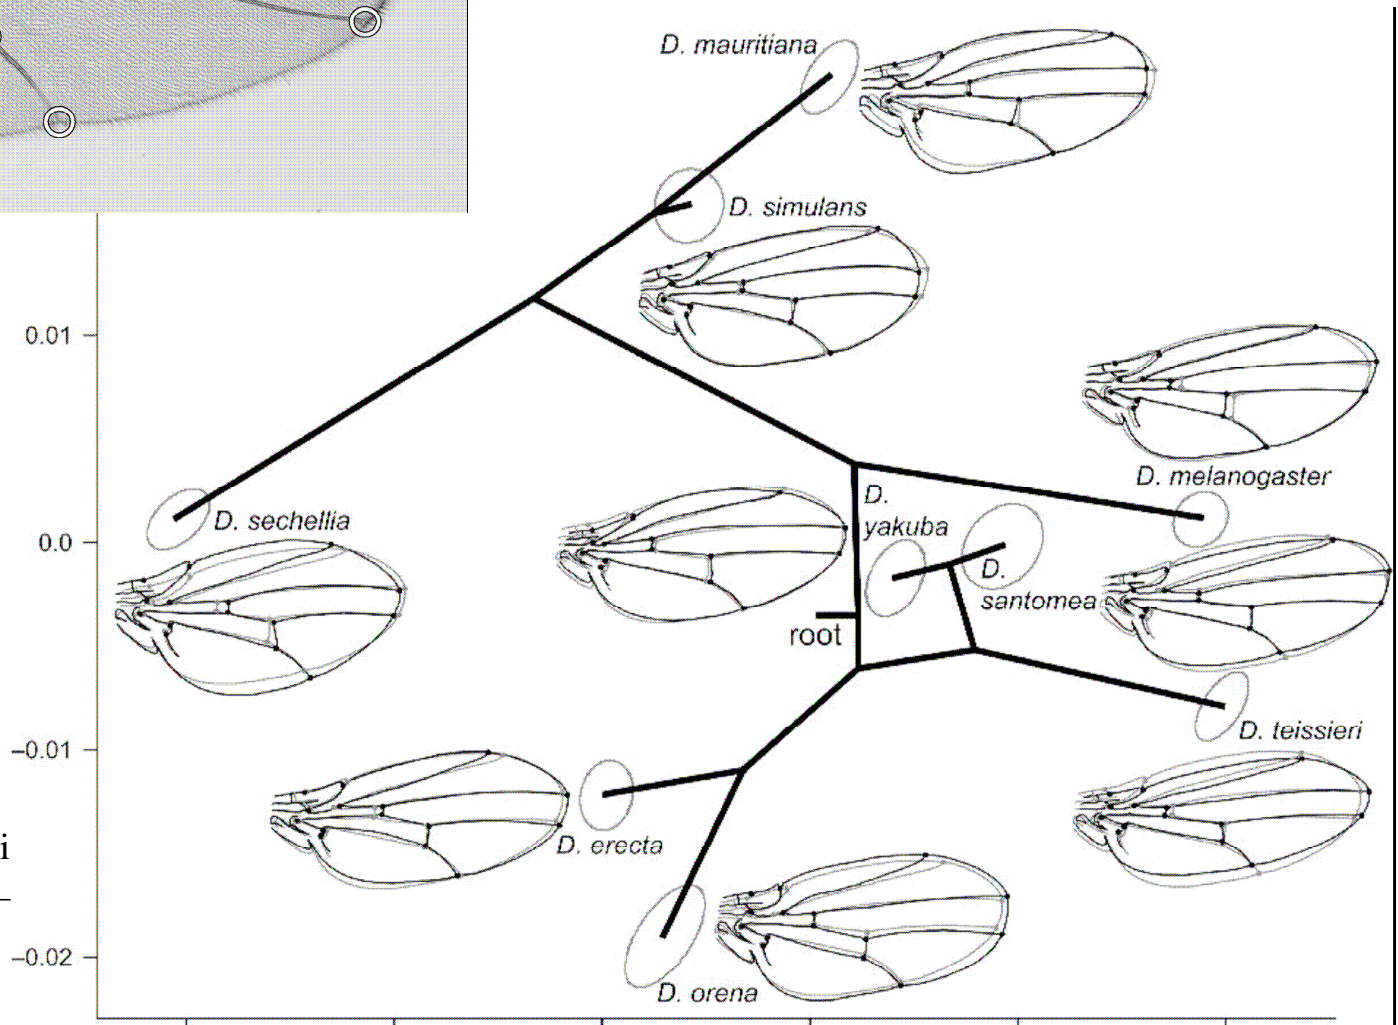 D. mauritiana
D. simulans
0.01
D. melanogaster
D.
yakuba
D. sechellia
0.0
D.
santomea
root
D. teissieri
−0.01
D. erecta
i
D. orena
−0.02